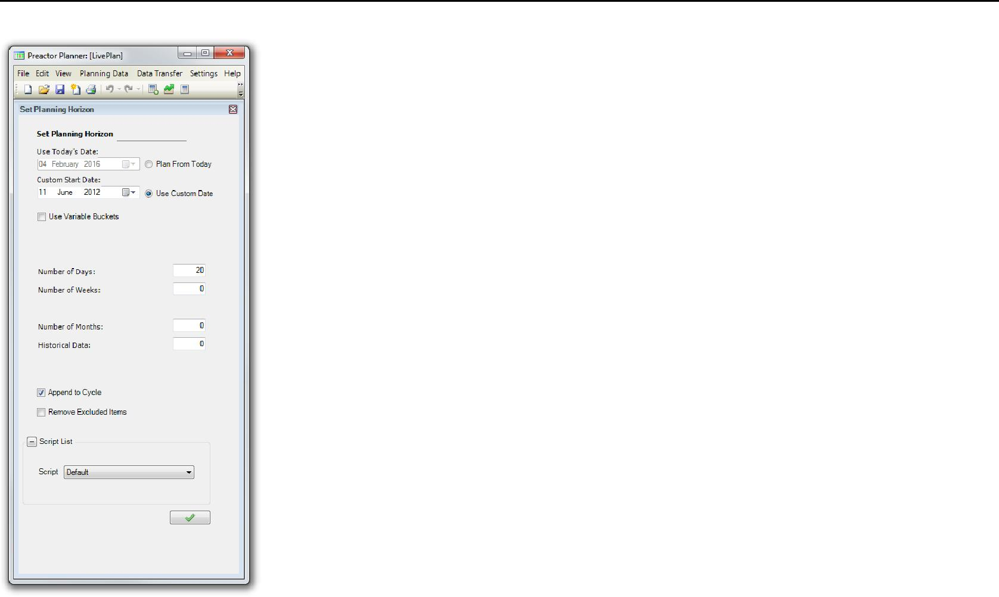 Preactor Planner: [LivePlan]
File Edit View Planning Data Data Transfer Settings Help
Set Planning Horizon
Set Planning Horizon
Use Today's Date:
04 February 2016 Plan From Today
Custom Start Date:
11 June 2012 Use Custom Date
Use Variable Buckets
Number of Days: 20
Number of Weeks: 0
Number of Months: 0
Historical Data: 0
Append to Cycle
Remove Excluded Items
Script List
Script Default